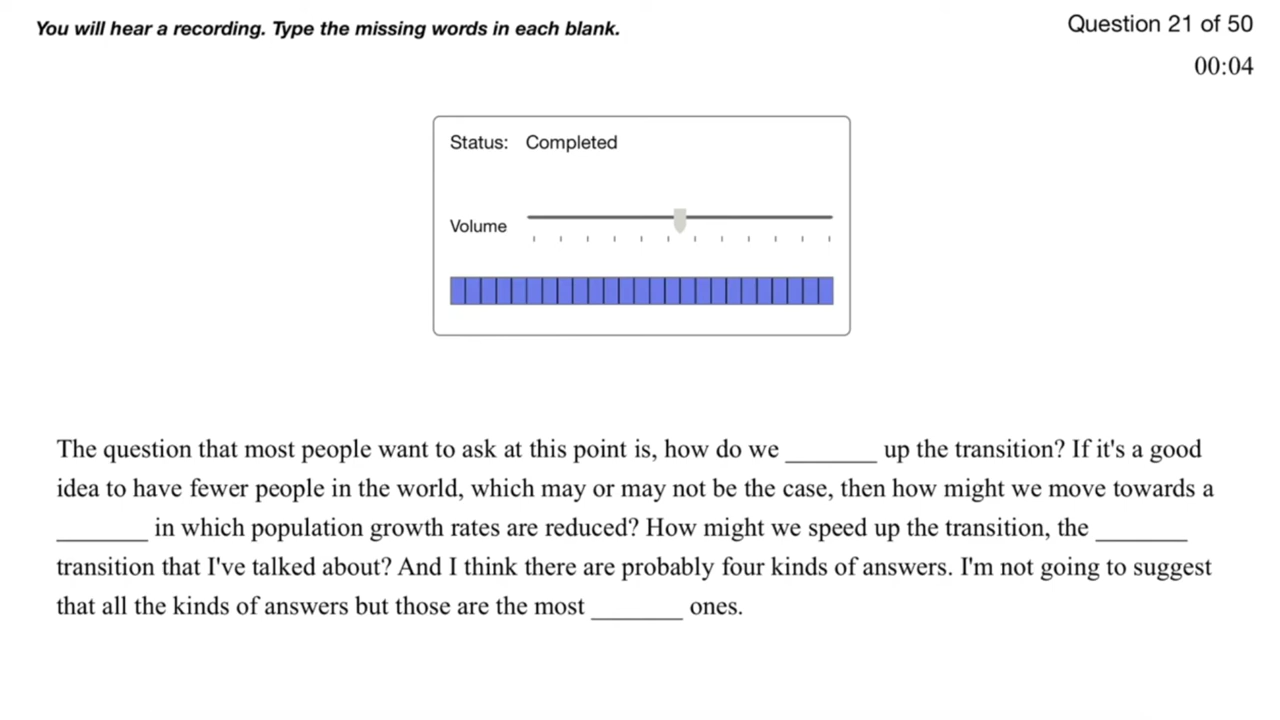 You will hear a recording. Type the missing words in each blank.
Question 21 of 50
00:04
Status: Completed
Volume
The question that most people want to ask at this point is, how do we _______ up the transition? If it's a good
idea to have fewer people in the world, which may or may not be the case, then how might we move towards a
_______ in which population growth rates are reduced? How might we speed up the transition, the _______
transition that I've talked about? And I think there are probably four kinds of answers. I'm not going to suggest
that all the kinds of answers but those are the most _______ ones.